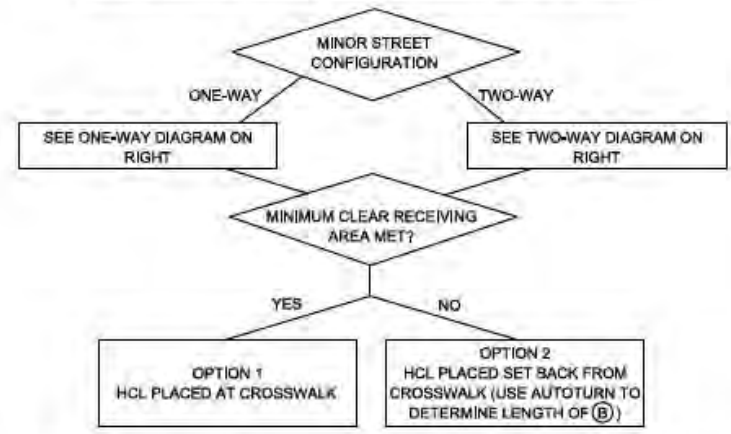 MINOR STREET
CONFIGURATION
ONE-WAY
TWO-WAY
SEE ONE-WAY DIAGRAM ON
RIGHT
SEE TWO-WAY DIAGRAM ON
RIGHT
MINIMUM CLEAR RECEIVING
AREA MET?
YES
NO
OPTION 1
HCL PLACED AT CROSSWALK
OPTION 2
HCL PLACED SET BACK FROM
CROSSWALK (USE AUTOTURN TO
DETERMINE LENGTH OF Ⓑ)